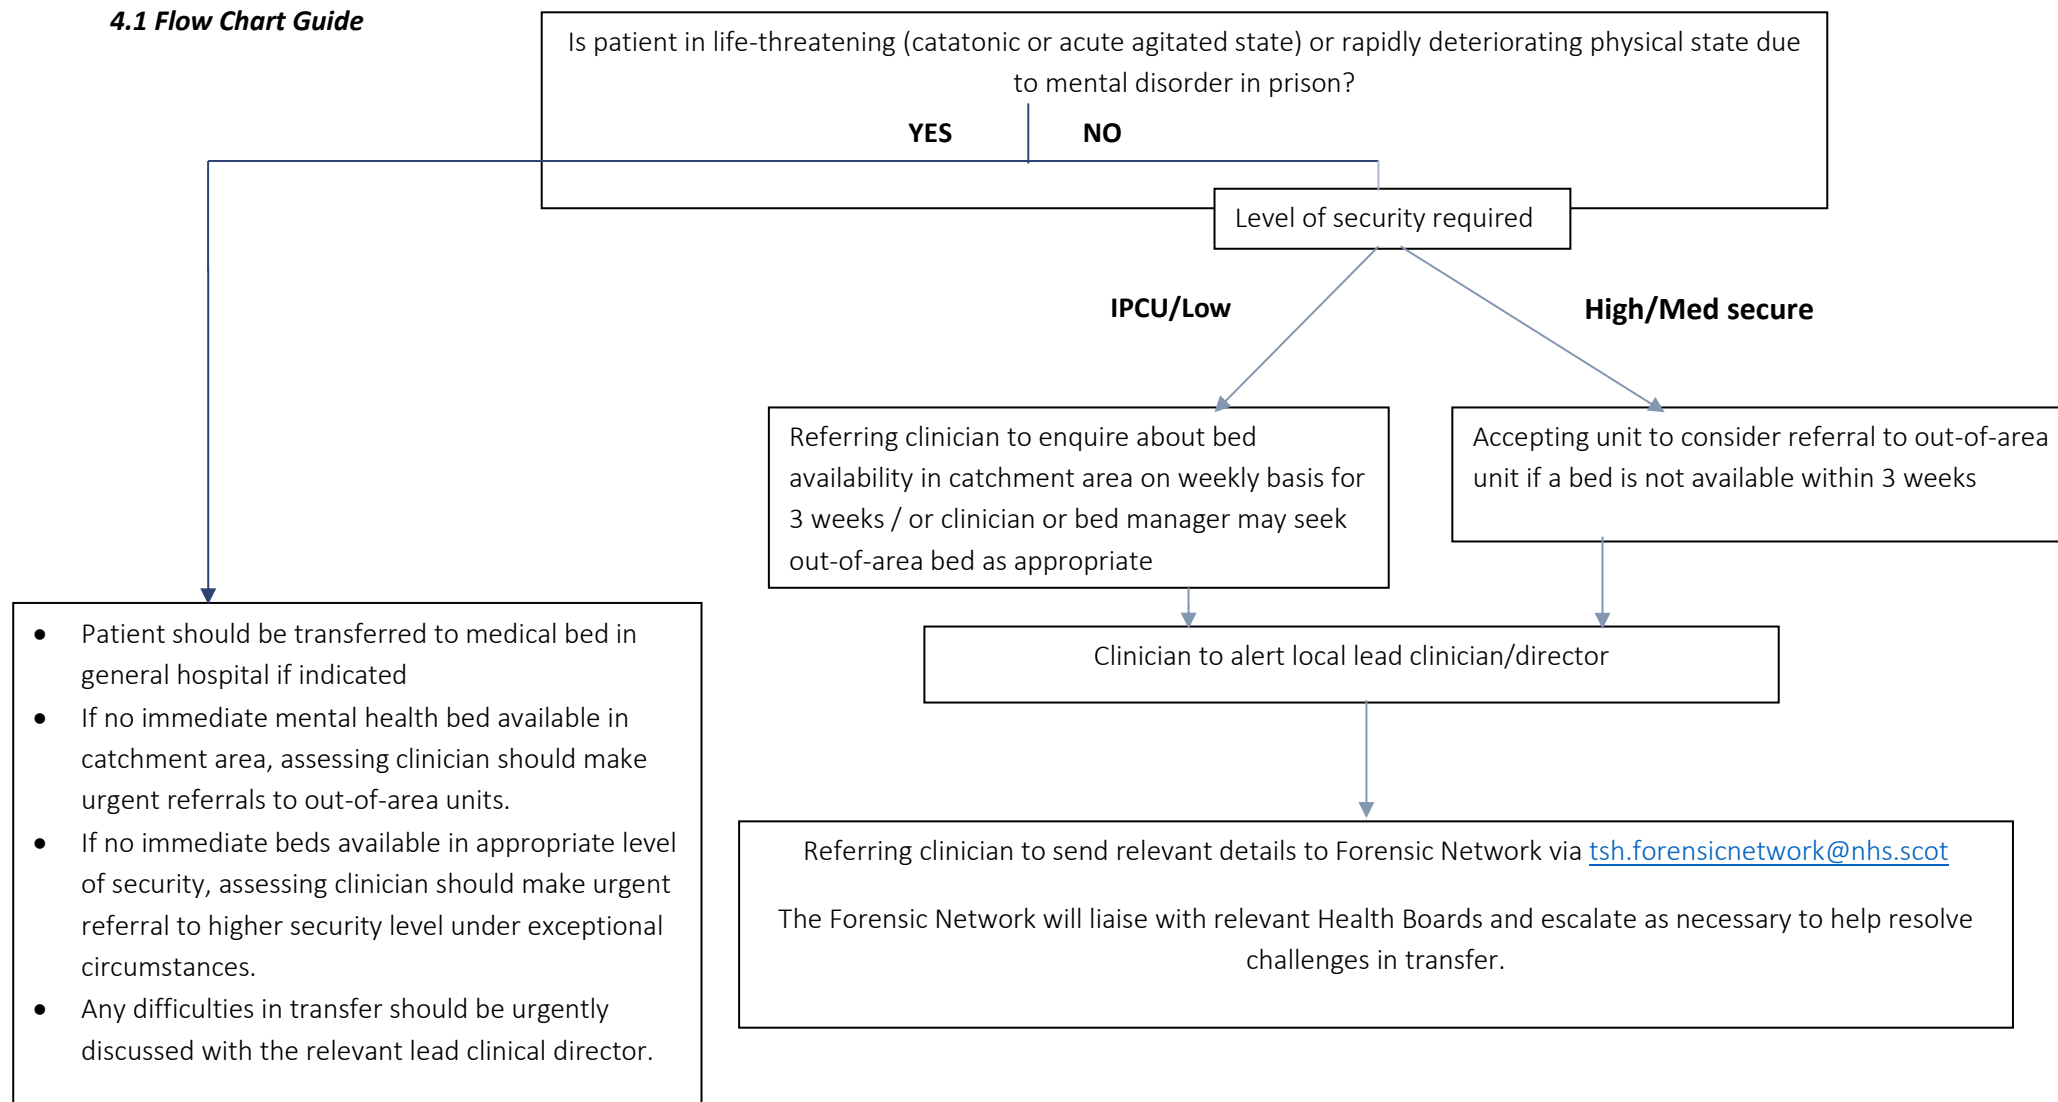 4.1 Flow Chart Guide
Is patient in life-threatening (catatonic or acute agitated state) or rapidly deteriorating physical state due
to mental disorder in prison?
YES
NO
Level of security required
IPCU/Low
High/Med secure
Referring clinician to enquire about bed
availability in catchment area on weekly basis for
3 weeks / or clinician or bed manager may seek
out-of-area bed as appropriate
Accepting unit to consider referral to out-of-area
unit if a bed is not available within 3 weeks
• Patient should be transferred to medical bed in
general hospital if indicated
• If no immediate mental health bed available in
catchment area, assessing clinician should make
urgent referrals to out-of-area units.
• If no immediate beds available in appropriate level
of security, assessing clinician should make urgent
referral to higher security level under exceptional
circumstances.
• Any difficulties in transfer should be urgently
discussed with the relevant lead clinical director.
Clinician to alert local lead clinician/director
Referring clinician to send relevant details to Forensic Network via tsh.forensicnetwork@nhs.scot
The Forensic Network will liaise with relevant Health Boards and escalate as necessary to help resolve
challenges in transfer.